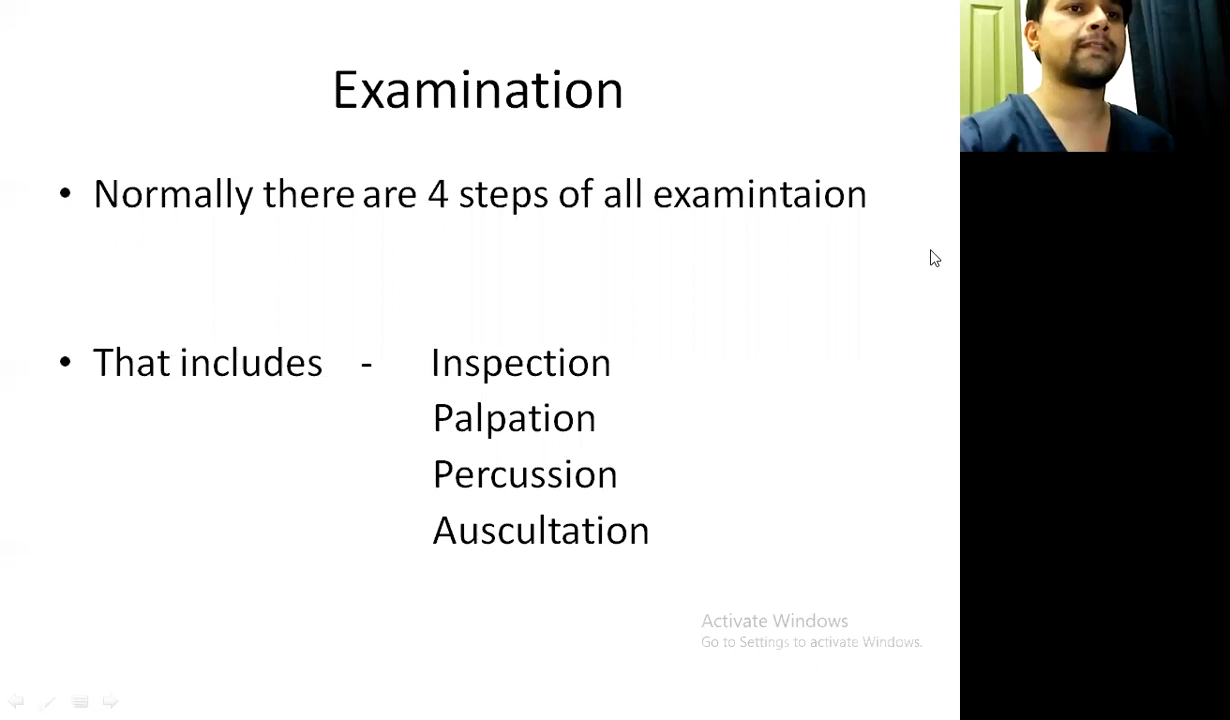 Examination
• Normally there are 4 steps of all examintaion
• That includes - Inspection
Palpation
Percussion
Auscultation
Activate Windows
Go to Settings to activate Windows.